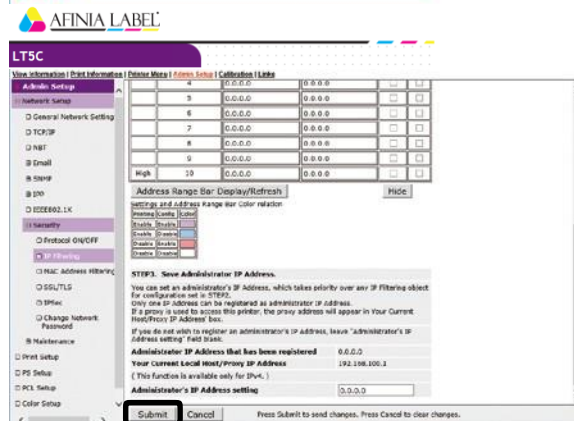 AFINIA LABEL
LT5C
View Information | Print Information | Printer Menu | Admin Setup | Calibration | Links
Admin Setup
Network Setup
General Network Setting
TCP/IP
NBT
Email
SNMP
IPP
IEEE802.1X
Security
Protocol ON/OFF
IP Filtering
MAC Address Filtering
SSL/TLS
IPSec
Change Network
Password
Maintenance
Print Setup
PS Setup
PCL Setup
Color Setup
4 0.0.0.0 0.0.0.0
5 0.0.0.0 0.0.0.0
6 0.0.0.0 0.0.0.0
7 0.0.0.0 0.0.0.0
8 0.0.0.0 0.0.0.0
9 0.0.0.0 0.0.0.0
High 10 0.0.0.0 0.0.0.0
Address Range Bar Display/Refresh Hide
Settings and Address Range Bar Color relation
Printing Config Color
Enable Enable
Enable Disable
Disable Enable
Disable Disable
STEP3. Save Administrator IP Address.
You can set an administrator's IP Address, which takes priority over any IP Filtering object
for configuration set in STEP2.
Only one IP Address can be registered as administrator IP Address.
If a proxy is used to access this printer, the proxy address will appear in 'Your Current
Host/Proxy IP Address' box.
If you do not wish to register an administrator's IP Address, leave "administrator's IP
Address setting" field blank.
Administrator IP Address that has been registered 0.0.0.0
Your Current Local Host/Proxy IP Address 192.168.100.1
( This function is available only for IPv4. )
Administrator's IP Address setting 0.0.0.0
Submit Cancel Press Submit to send changes. Press Cancel to clear changes.